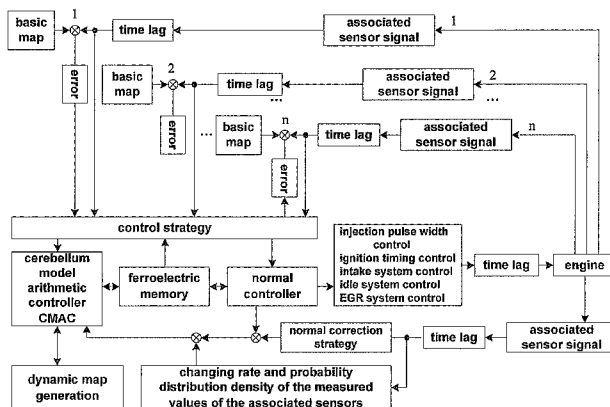 basic
map
1
time lag
associated
sensor signal
1
error
basic
map
2
time lag
...
associated
sensor signal
2
...
error
...
basic
map
n
time lag
associated
sensor signal
n
error
control strategy
cerebellum
model
arithmetic
controller
CMAC
ferroelectric
memory
normal
controller
injection pulse width
control
ignition timing control
intake system control
idle system control
EGR system control
time lag
engine
normal correction
strategy
time lag
associated
sensor signal
dynamic map
generation
changing rate and probability
distribution density of the measured
values of the associated sensors